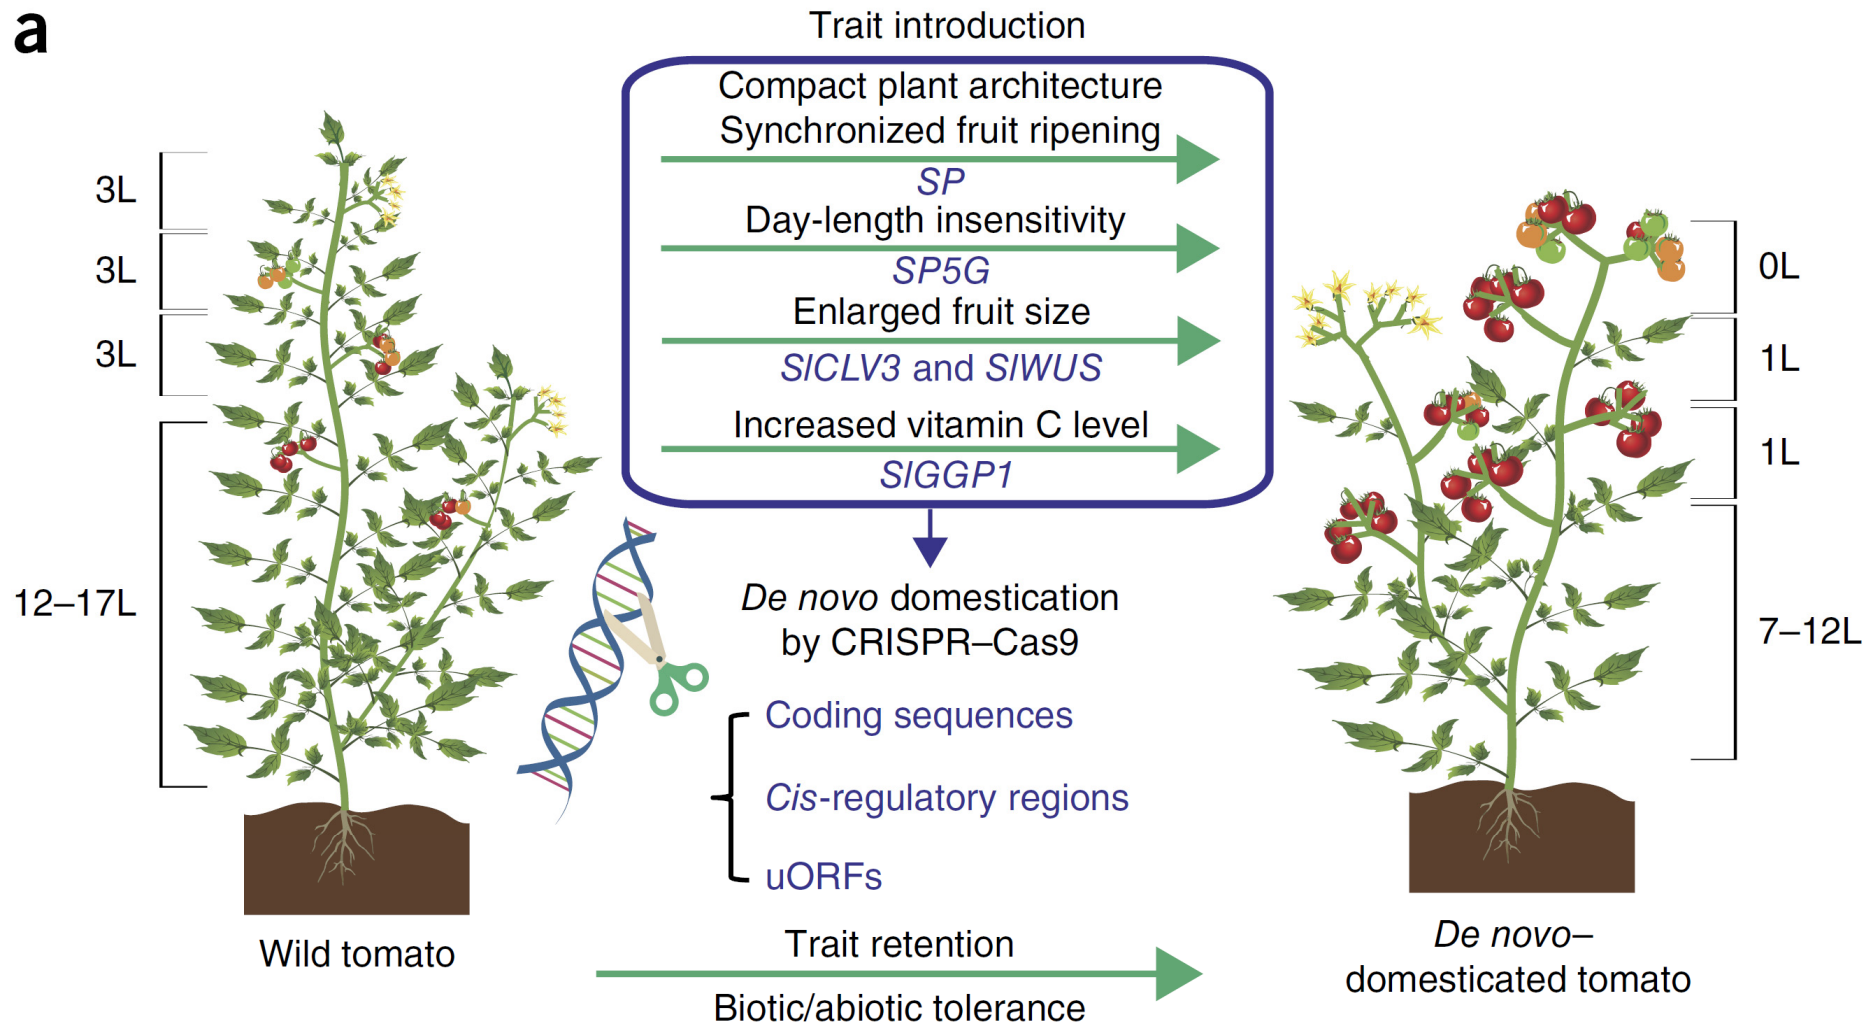 a
Trait introduction
Compact plant architecture
Synchronized fruit ripening
SP
Day-length insensitivity
SP5G
Enlarged fruit size
SlCLV3 and SlWUS
Increased vitamin C level
SlGGP1
3L
3L
3L
12–17L
De novo domestication
by CRISPR–Cas9
Coding sequences
Cis-regulatory regions
uORFs
0L
1L
1L
7–12L
Wild tomato
Trait retention
Biotic/abiotic tolerance
De novo–
domesticated tomato